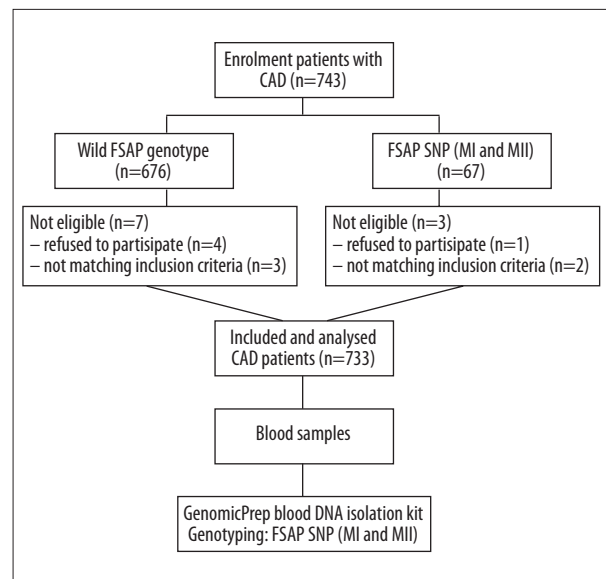 Enrolment patients with
CAD (n=743)
Wild FSAP genotype
(n=676)
FSAP SNP (MI and MII)
(n=67)
Not eligible (n=7)
– refused to partisipate (n=4)
– not matching inclusion criteria (n=3)
Not eligible (n=3)
– refused to partisipate (n=1)
– not matching inclusion criteria (n=2)
Included and analysed
CAD patients (n=733)
Blood samples
GenomicPrep blood DNA isolation kit
Genotyping: FSAP SNP (MI and MII)